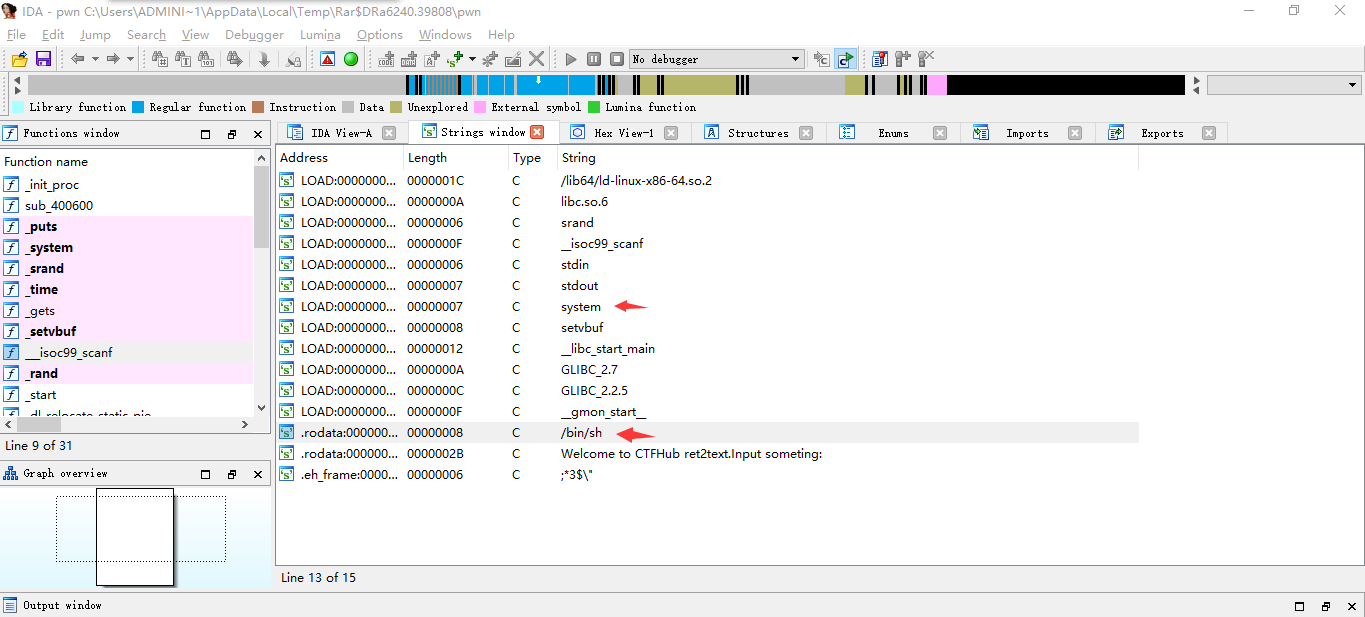 IDA - pwn C:\Users\ADMINI~1\AppData\Local\Temp\Rar$DRa6240.39808\pwn
File Edit Jump Search View Debugger Lumina Options Windows Help
No debugger
Library function Regular function Instruction Data Unexplored External symbol Lumina function
Functions window
IDA View-A Strings window Hex View-1 Structures Enums Imports Exports
Function name
_init_proc
sub_400600
_puts
_system
_srand
_time
_gets
_setvbuf
__isoc99_scanf
_rand
_start
_dl_relocate_static_pie
Line 9 of 31
Graph overview
Address Length Type String
LOAD:0000000... 0000001C C /lib64/ld-linux-x86-64.so.2
LOAD:0000000... 0000000A C libc.so.6
LOAD:0000000... 00000006 C srand
LOAD:0000000... 0000000F C __isoc99_scanf
LOAD:0000000... 00000006 C stdin
LOAD:0000000... 00000007 C stdout
LOAD:0000000... 00000007 C system
LOAD:0000000... 00000008 C setvbuf
LOAD:0000000... 00000012 C __libc_start_main
LOAD:0000000... 0000000A C GLIBC_2.7
LOAD:0000000... 0000000C C GLIBC_2.2.5
LOAD:0000000... 0000000F C __gmon_start__
.rodata:000000... 00000008 C /bin/sh
.rodata:000000... 0000002B C Welcome to CTFHub ret2text.Input someting:
.eh_frame:0000... 00000006 C ;*3$\"
Line 13 of 15
Output window